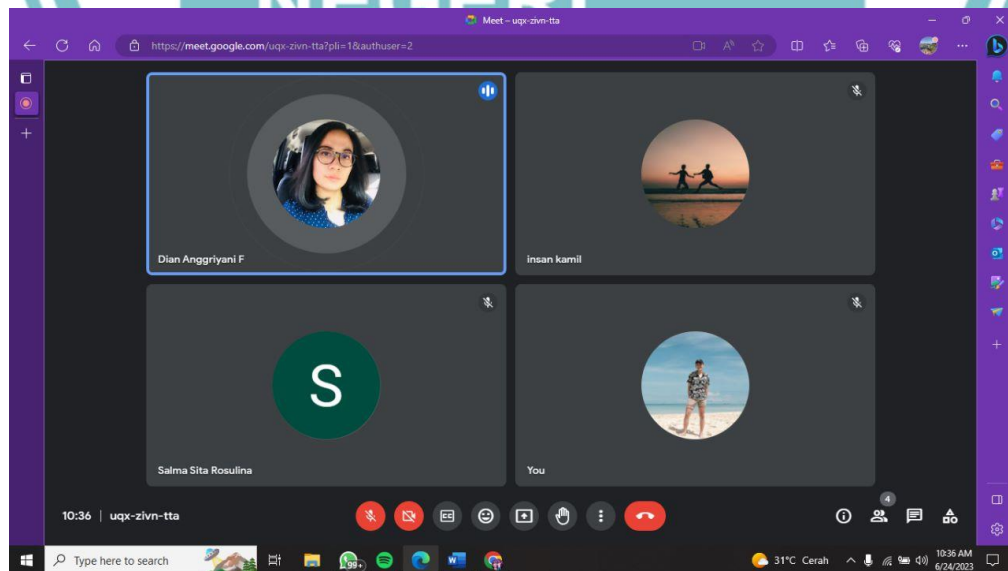 Meet – uqx-zivn-tta
https://meet.google.com/uqx-zivn-tta?pli=1&authuser=2
Dian Anggriyani F
insan kamil
S
Salma Sita Rosulina
You
10:36 | uqx-zivn-tta
4
Type here to search
99+
31°C Cerah
10:36 AM
6/24/2023